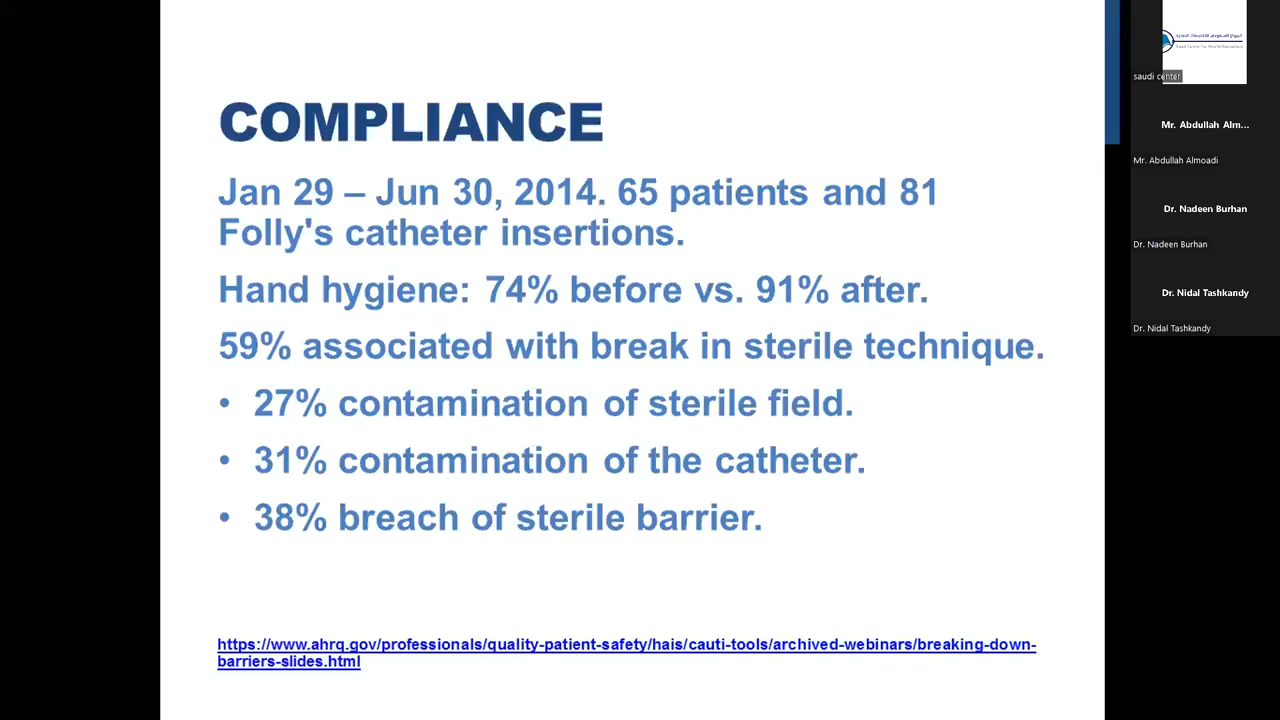 COMPLIANCE
Jan 29 – Jun 30, 2014. 65 patients and 81
Folly's catheter insertions.
Hand hygiene: 74% before vs. 91% after.
59% associated with break in sterile technique.
• 27% contamination of sterile field.
• 31% contamination of the catheter.
• 38% breach of sterile barrier.
https://www.ahrq.gov/professionals/quality-patient-safety/hais/cauti-tools/archived-webinars/breaking-down-
barriers-slides.html
saudi center
Mr. Abdullah Alm...
Mr. Abdullah Almoadi
Dr. Nadeen Burhan
Dr. Nadeen Burhan
Dr. Nidal Tashkandy
Dr. Nidal Tashkandy